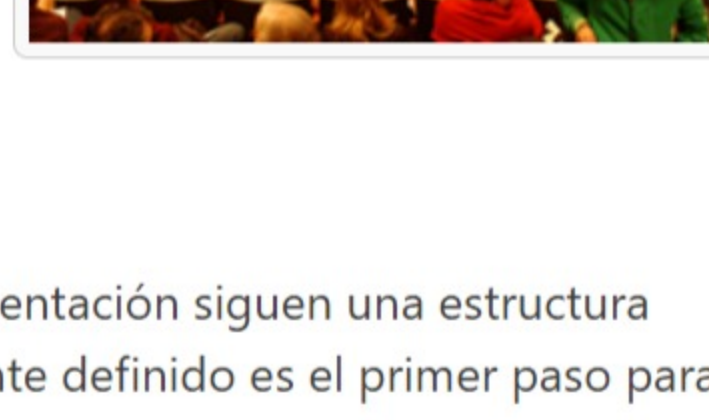 entación siguen una estructura
te definido es el primer paso para